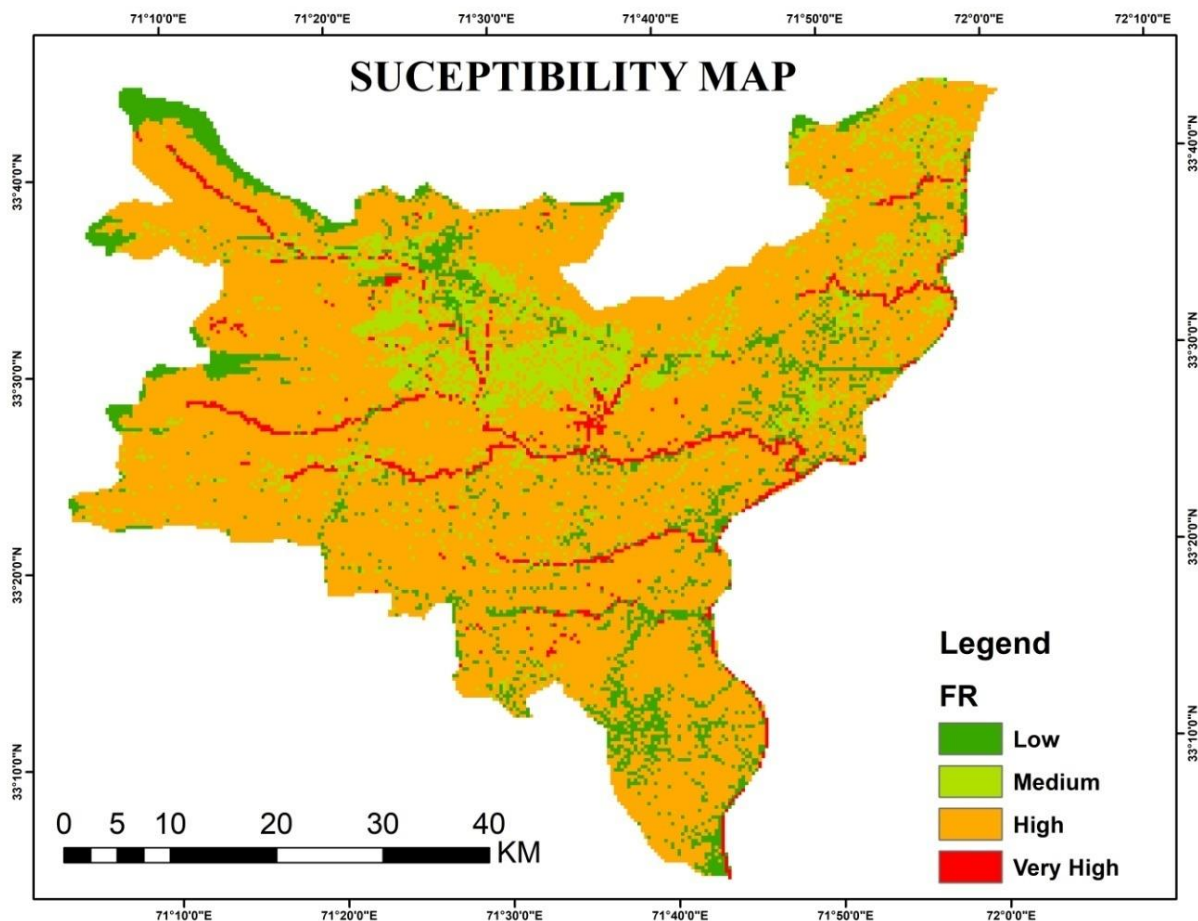 71°10'0"E 71°20'0"E 71°30'0"E 71°40'0"E 71°50'0"E 72°0'0"E 72°10'0"E
SUCEPTIBILITY MAP
33°40'0"N
33°30'0"N
33°20'0"N
33°10'0"N
33°40'0"N
33°30'0"N
33°20'0"N
33°10'0"N
Legend
FR
Low
Medium
High
Very High
0 5 10 20 30 40
KM
71°10'0"E 71°20'0"E 71°30'0"E 71°40'0"E 71°50'0"E 72°0'0"E